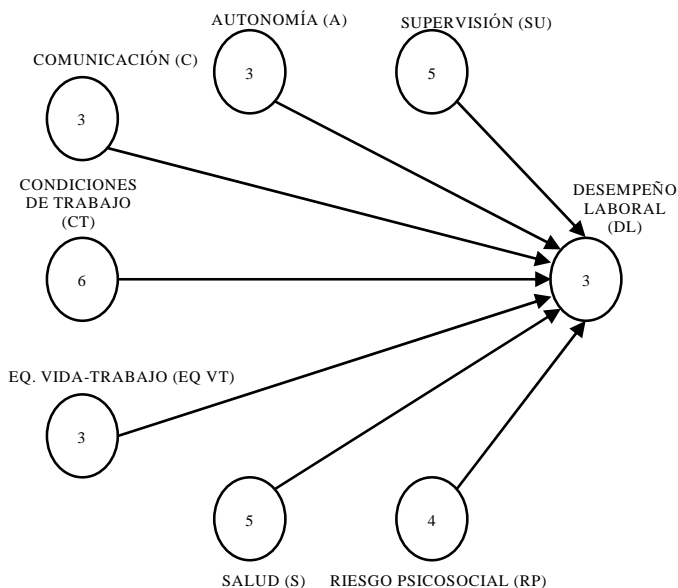 AUTONOMÍA (A)
SUPERVISIÓN (SU)
COMUNICACIÓN (C)
3
5
3
CONDICIONES
DE TRABAJO
(CT)
DESEMPEÑO
LABORAL
(DL)
6
3
EQ. VIDA-TRABAJO (EQ VT)
3
5
4
SALUD (S)
RIESGO PSICOSOCIAL (RP)